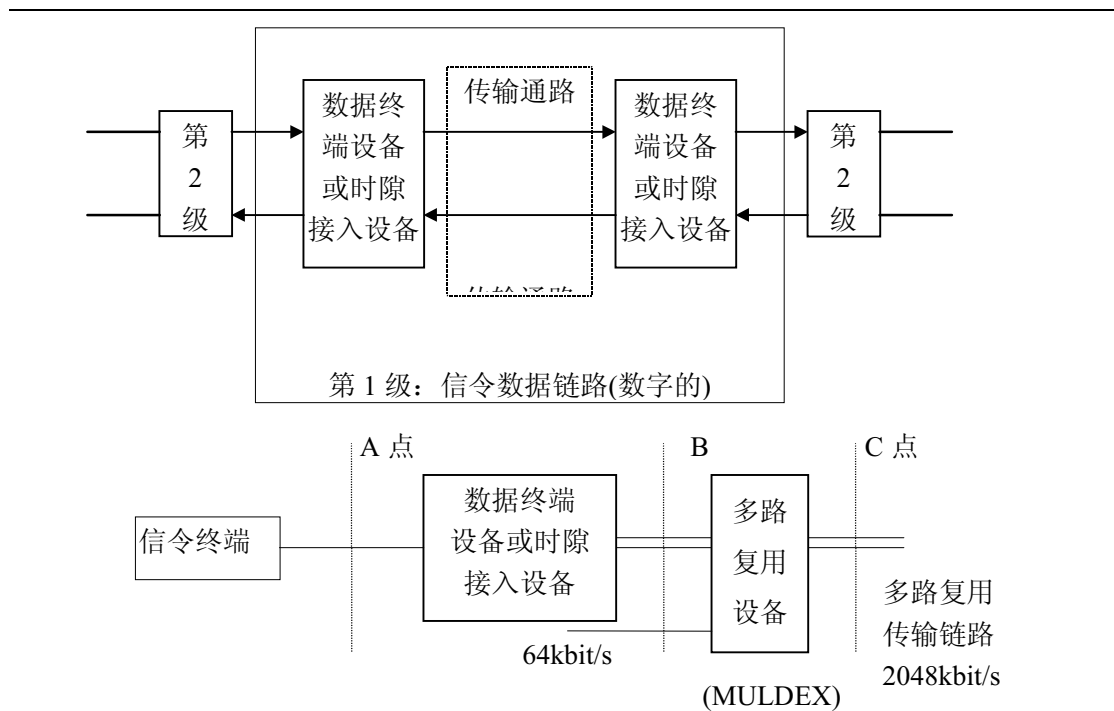 传输通路
数据终
端设备
或时隙
接入设备
数据终
端设备
或时隙
接入设备
第
2
级
第
2
级
传输通路
第 1 级：信令数据链路(数字的)
A 点
B
C 点
信令终端
数据终端
设备或时隙
接入设备
多路
复用
设备
64kbit/s
多路复用
传输链路
2048kbit/s
(MULDEX)